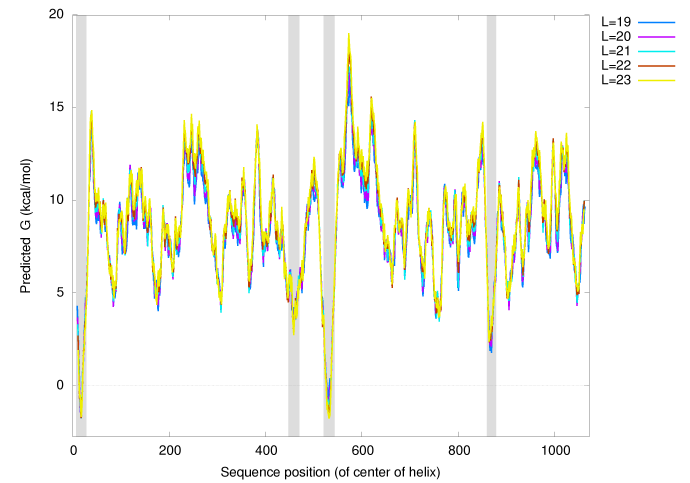 20
15
10
5
0
0
200
400
600
800
1000
Predicted G (kcal/mol)
Sequence position (of center of helix)
L=19
L=20
L=21
L=22
L=23